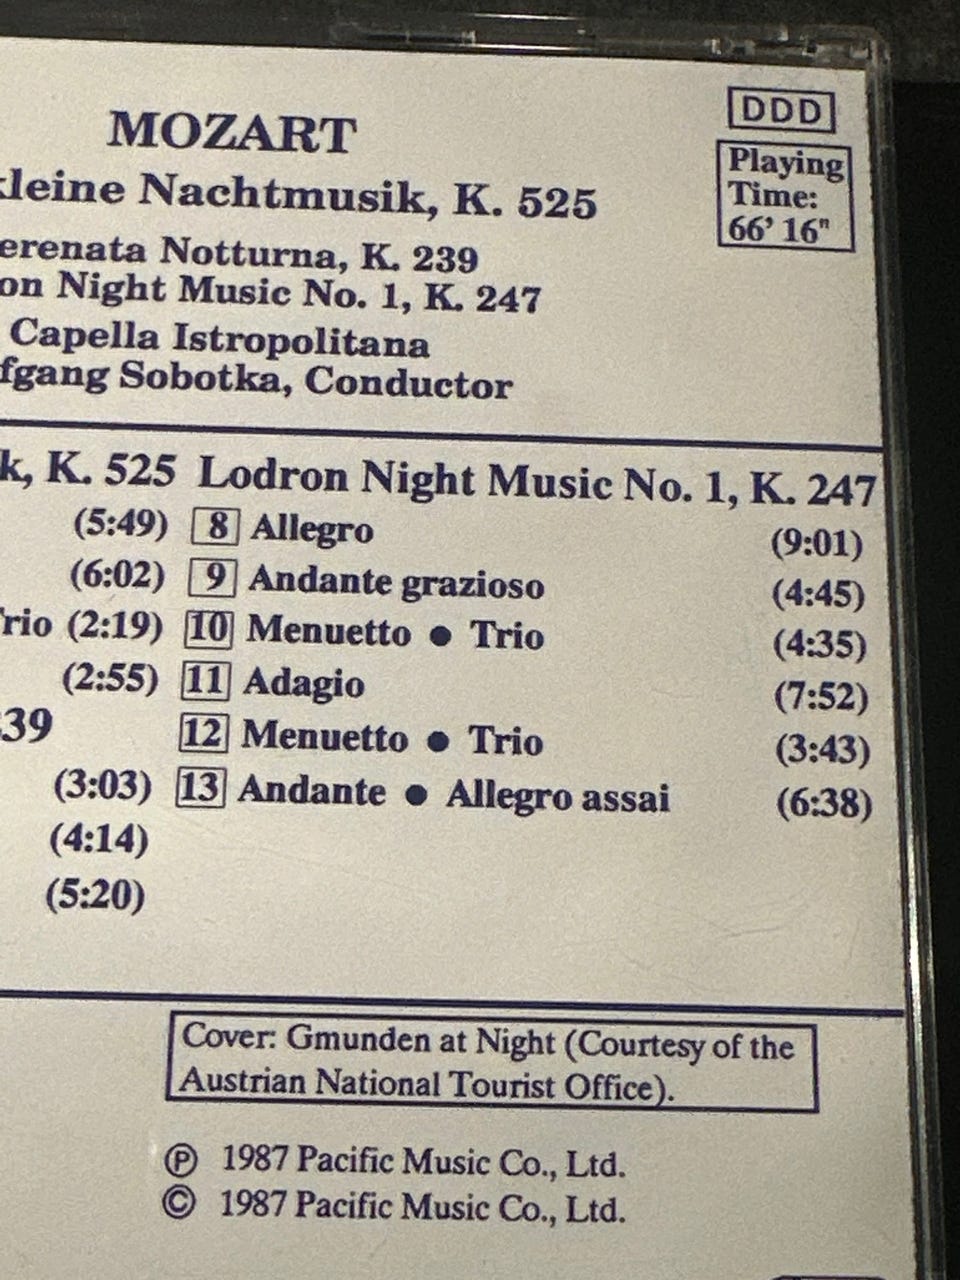 MOZART
DDD
Playing
Time:
66' 16"
kleine Nachtmusik, K. 525
erenata Notturna, K. 239
on Night Music No. 1, K. 247
Capella Istropolitana
fgang Sobotka, Conductor
k, K. 525 Lodron Night Music No. 1, K. 247
(5:49) 8 Allegro (9:01)
(6:02) 9 Andante grazioso (4:45)
Trio (2:19) 10 Menuetto ● Trio (4:35)
(2:55) 11 Adagio (7:52)
39 12 Menuetto ● Trio (3:43)
(3:03) 13 Andante ● Allegro assai (6:38)
(4:14)
(5:20)
Cover: Gmunden at Night (Courtesy of the
Austrian National Tourist Office).
Ⓟ 1987 Pacific Music Co., Ltd.
© 1987 Pacific Music Co., Ltd.